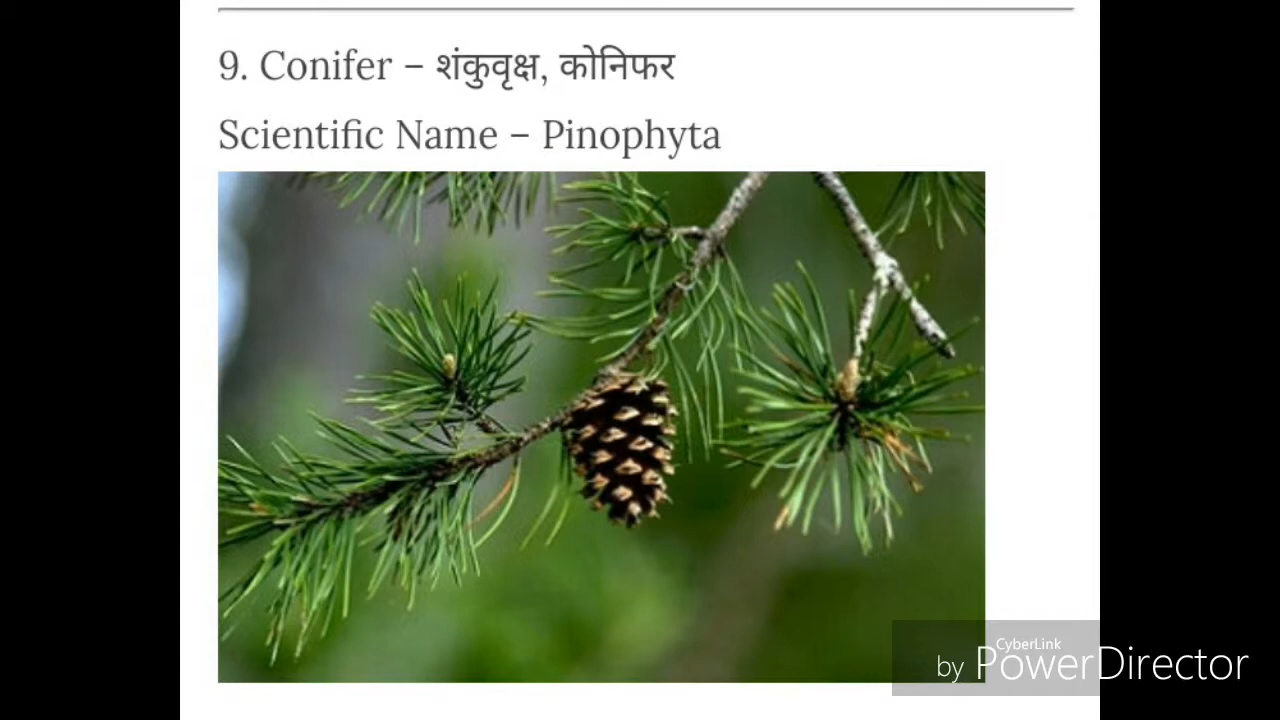 9. Conifer – शंकुवृक्ष, कोनिफर
Scientific Name – Pinophyta
CyberLink
by PowerDirector